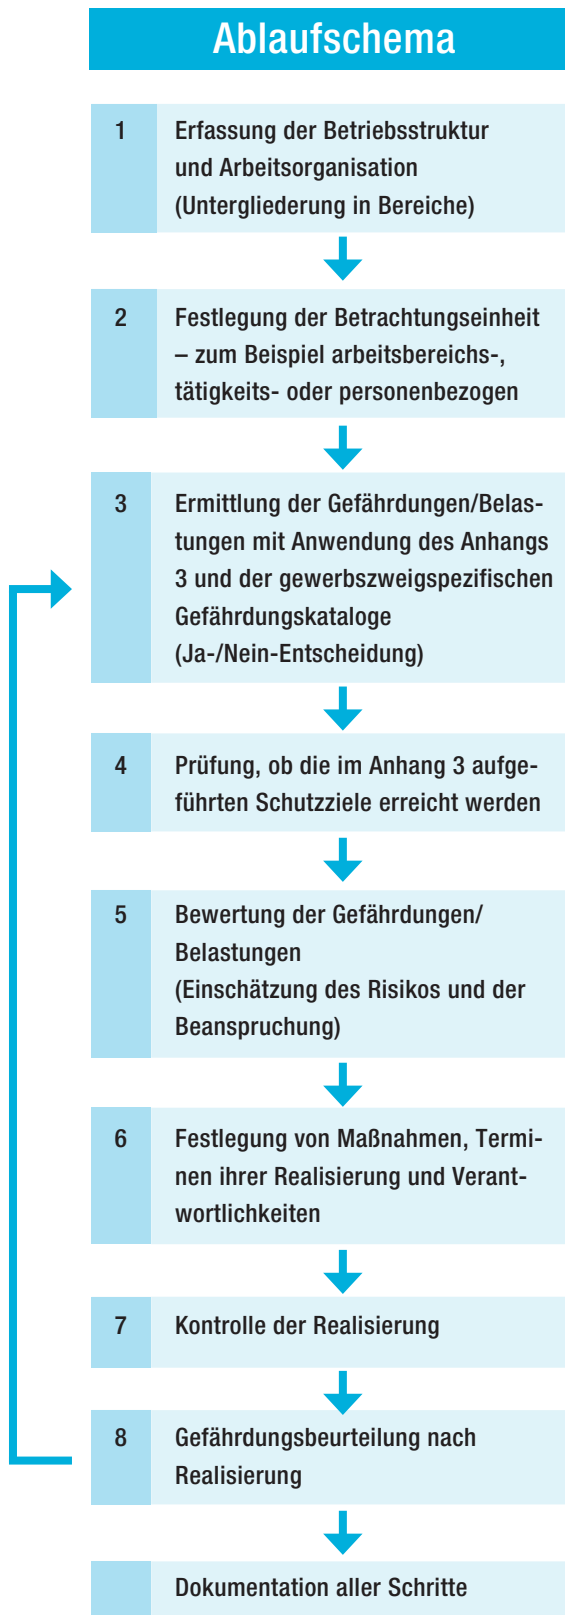 Ablaufschema
1 Erfassung der Betriebsstruktur
und Arbeitsorganisation
(Untergliederung in Bereiche)
2 Festlegung der Betrachtungseinheit
– zum Beispiel arbeitsbereichs-,
tätigkeits- oder personenbezogen
3 Ermittlung der Gefährdungen/Belas-
tungen mit Anwendung des Anhangs
3 und der gewerbszweigspezifischen
Gefährdungskataloge
(Ja-/Nein-Entscheidung)
4 Prüfung, ob die im Anhang 3 aufge-
führten Schutzziele erreicht werden
5 Bewertung der Gefährdungen/
Belastungen
(Einschätzung des Risikos und der
Beanspruchung)
6 Festlegung von Maßnahmen, Termi-
nen ihrer Realisierung und Verant-
wortlichkeiten
7 Kontrolle der Realisierung
8 Gefährdungsbeurteilung nach
Realisierung
Dokumentation aller Schritte